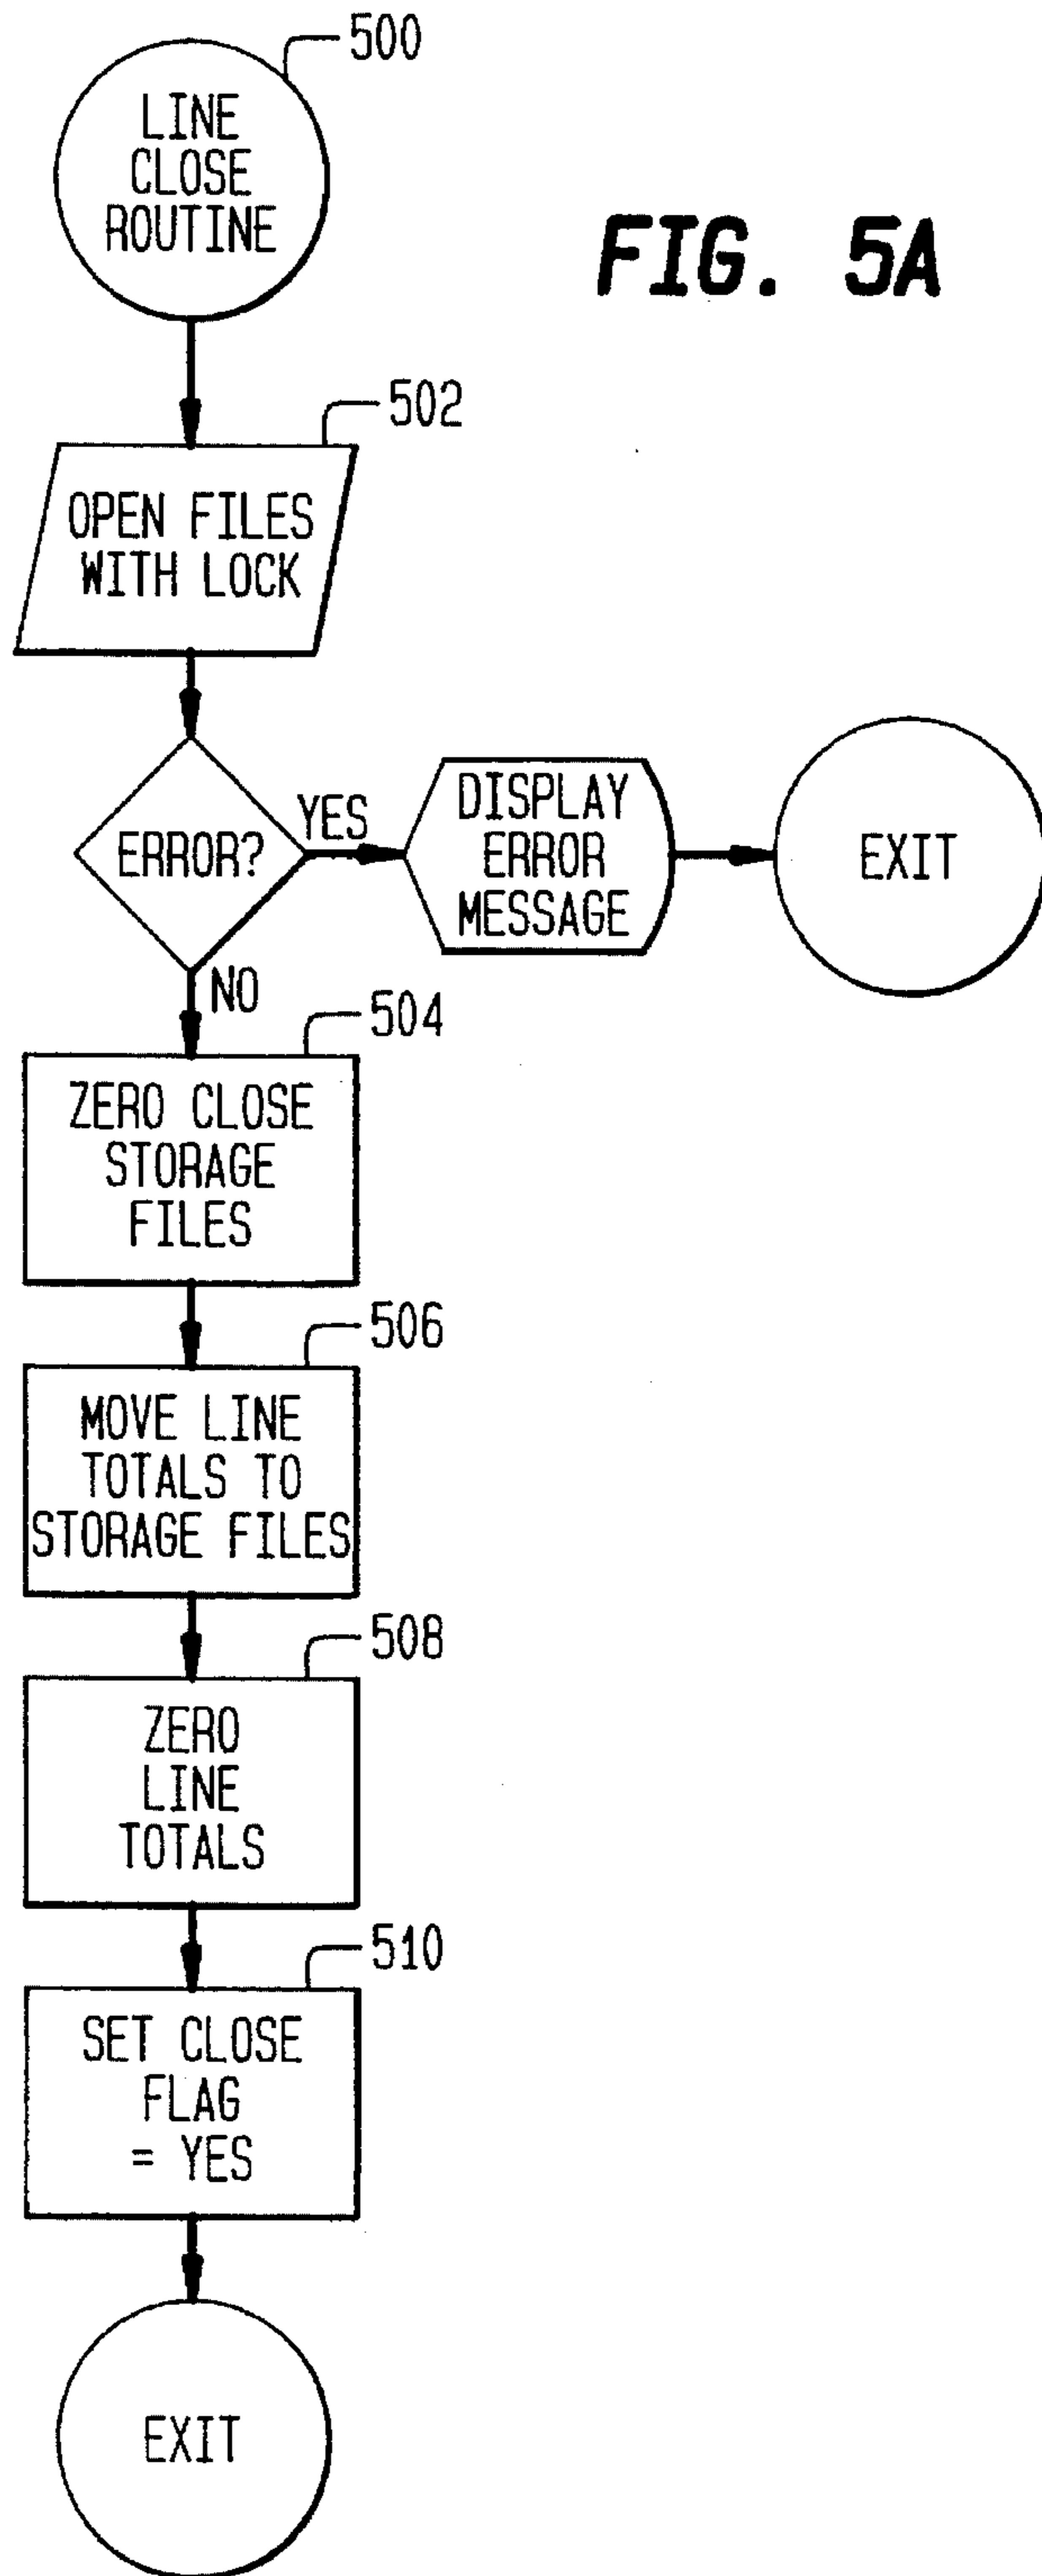 500
LINE
CLOSE
ROUTINE
FIG. 5A
502
OPEN FILES
WITH LOCK
ERROR?
YES
DISPLAY
ERROR
MESSAGE
EXIT
NO
504
ZERO CLOSE
STORAGE
FILES
506
MOVE LINE
TOTALS TO
STORAGE FILES
508
ZERO
LINE
TOTALS
510
SET CLOSE
FLAG
= YES
EXIT